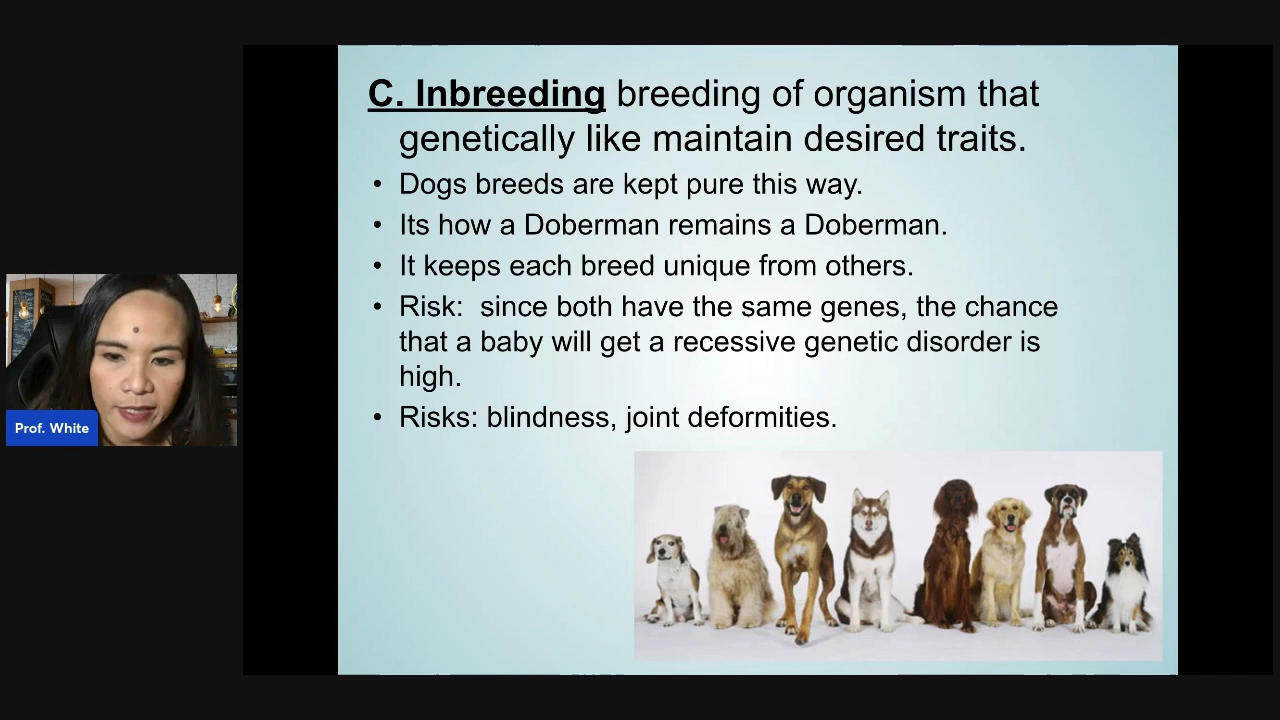 C. Inbreeding breeding of organism that
genetically like maintain desired traits.
• Dogs breeds are kept pure this way.
• Its how a Doberman remains a Doberman.
• It keeps each breed unique from others.
• Risk:  since both have the same genes, the chance
that a baby will get a recessive genetic disorder is
high.
• Risks: blindness, joint deformities.
Prof. White